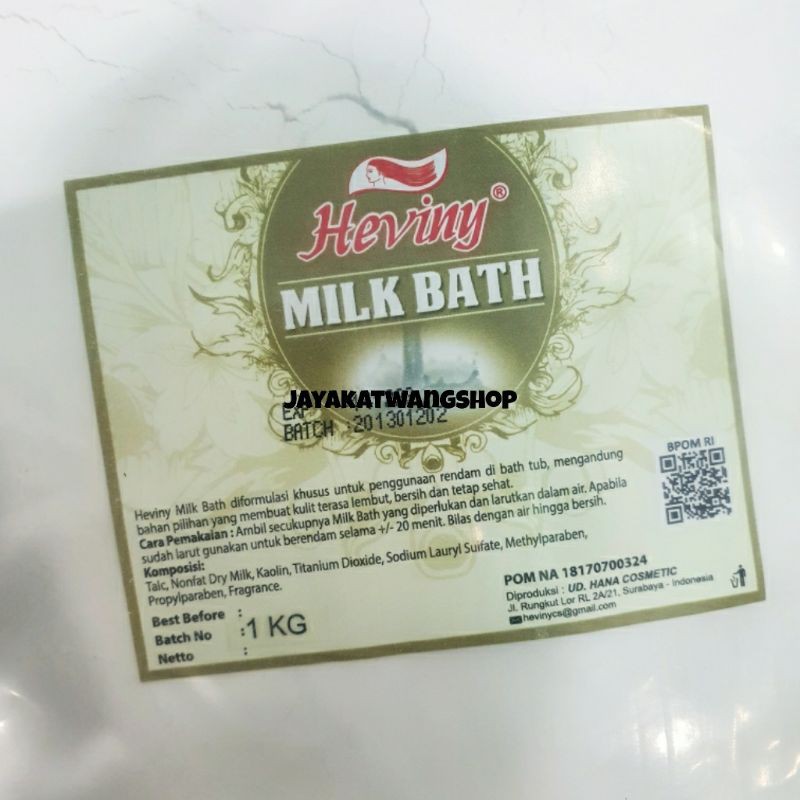 Heviny®
MILK BATH
JAYAKATWANGSHOP
EXP
BATCH :201301202
BPOM RI
Heviny Milk Bath diformulasi khusus untuk penggunaan rendam di bath tub, mengandung
bahan pilihan yang membuat kulit terasa lembut, bersih dan tetap sehat.
Cara Pemakaian : Ambil secukupnya Milk Bath yang diperlukan dan larutkan dalam air. Apabila
sudah larut gunakan untuk berendam selama +/- 20 menit. Bilas dengan air hingga bersih.
Komposisi:
Talc, Nonfat Dry Milk, Kaolin, Titanium Dioxide, Sodium Lauryl Sulfate, Methylparaben,
Propylparaben, Fragrance.
Best Before :
Batch No :
Netto :
1 KG
POM NA 18170700324
Diproduksi : UD. HANA COSMETIC
Jl. Rungkut Lor RL 2A/21, Surabaya - Indonesia
hevinycs@gmail.com